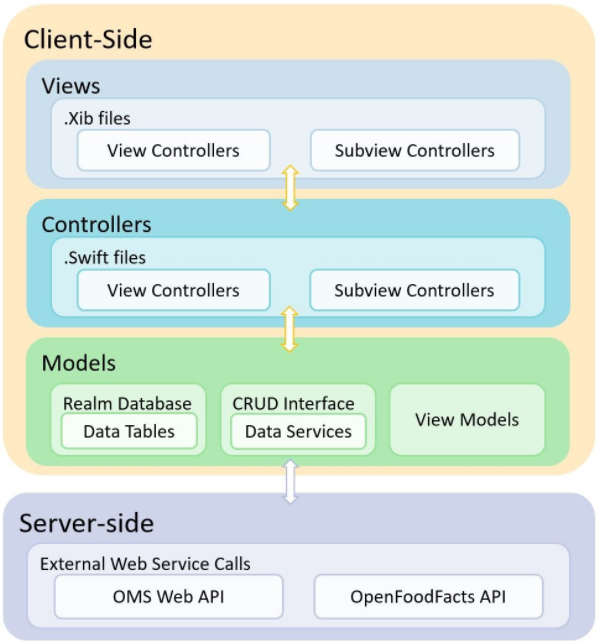 Client-Side
Views
.Xib files
View Controllers
Subview Controllers
Controllers
.Swift files
View Controllers
Subview Controllers
Models
Realm Database
Data Tables
CRUD Interface
Data Services
View Models
Server-side
External Web Service Calls
OMS Web API
OpenFoodFacts API